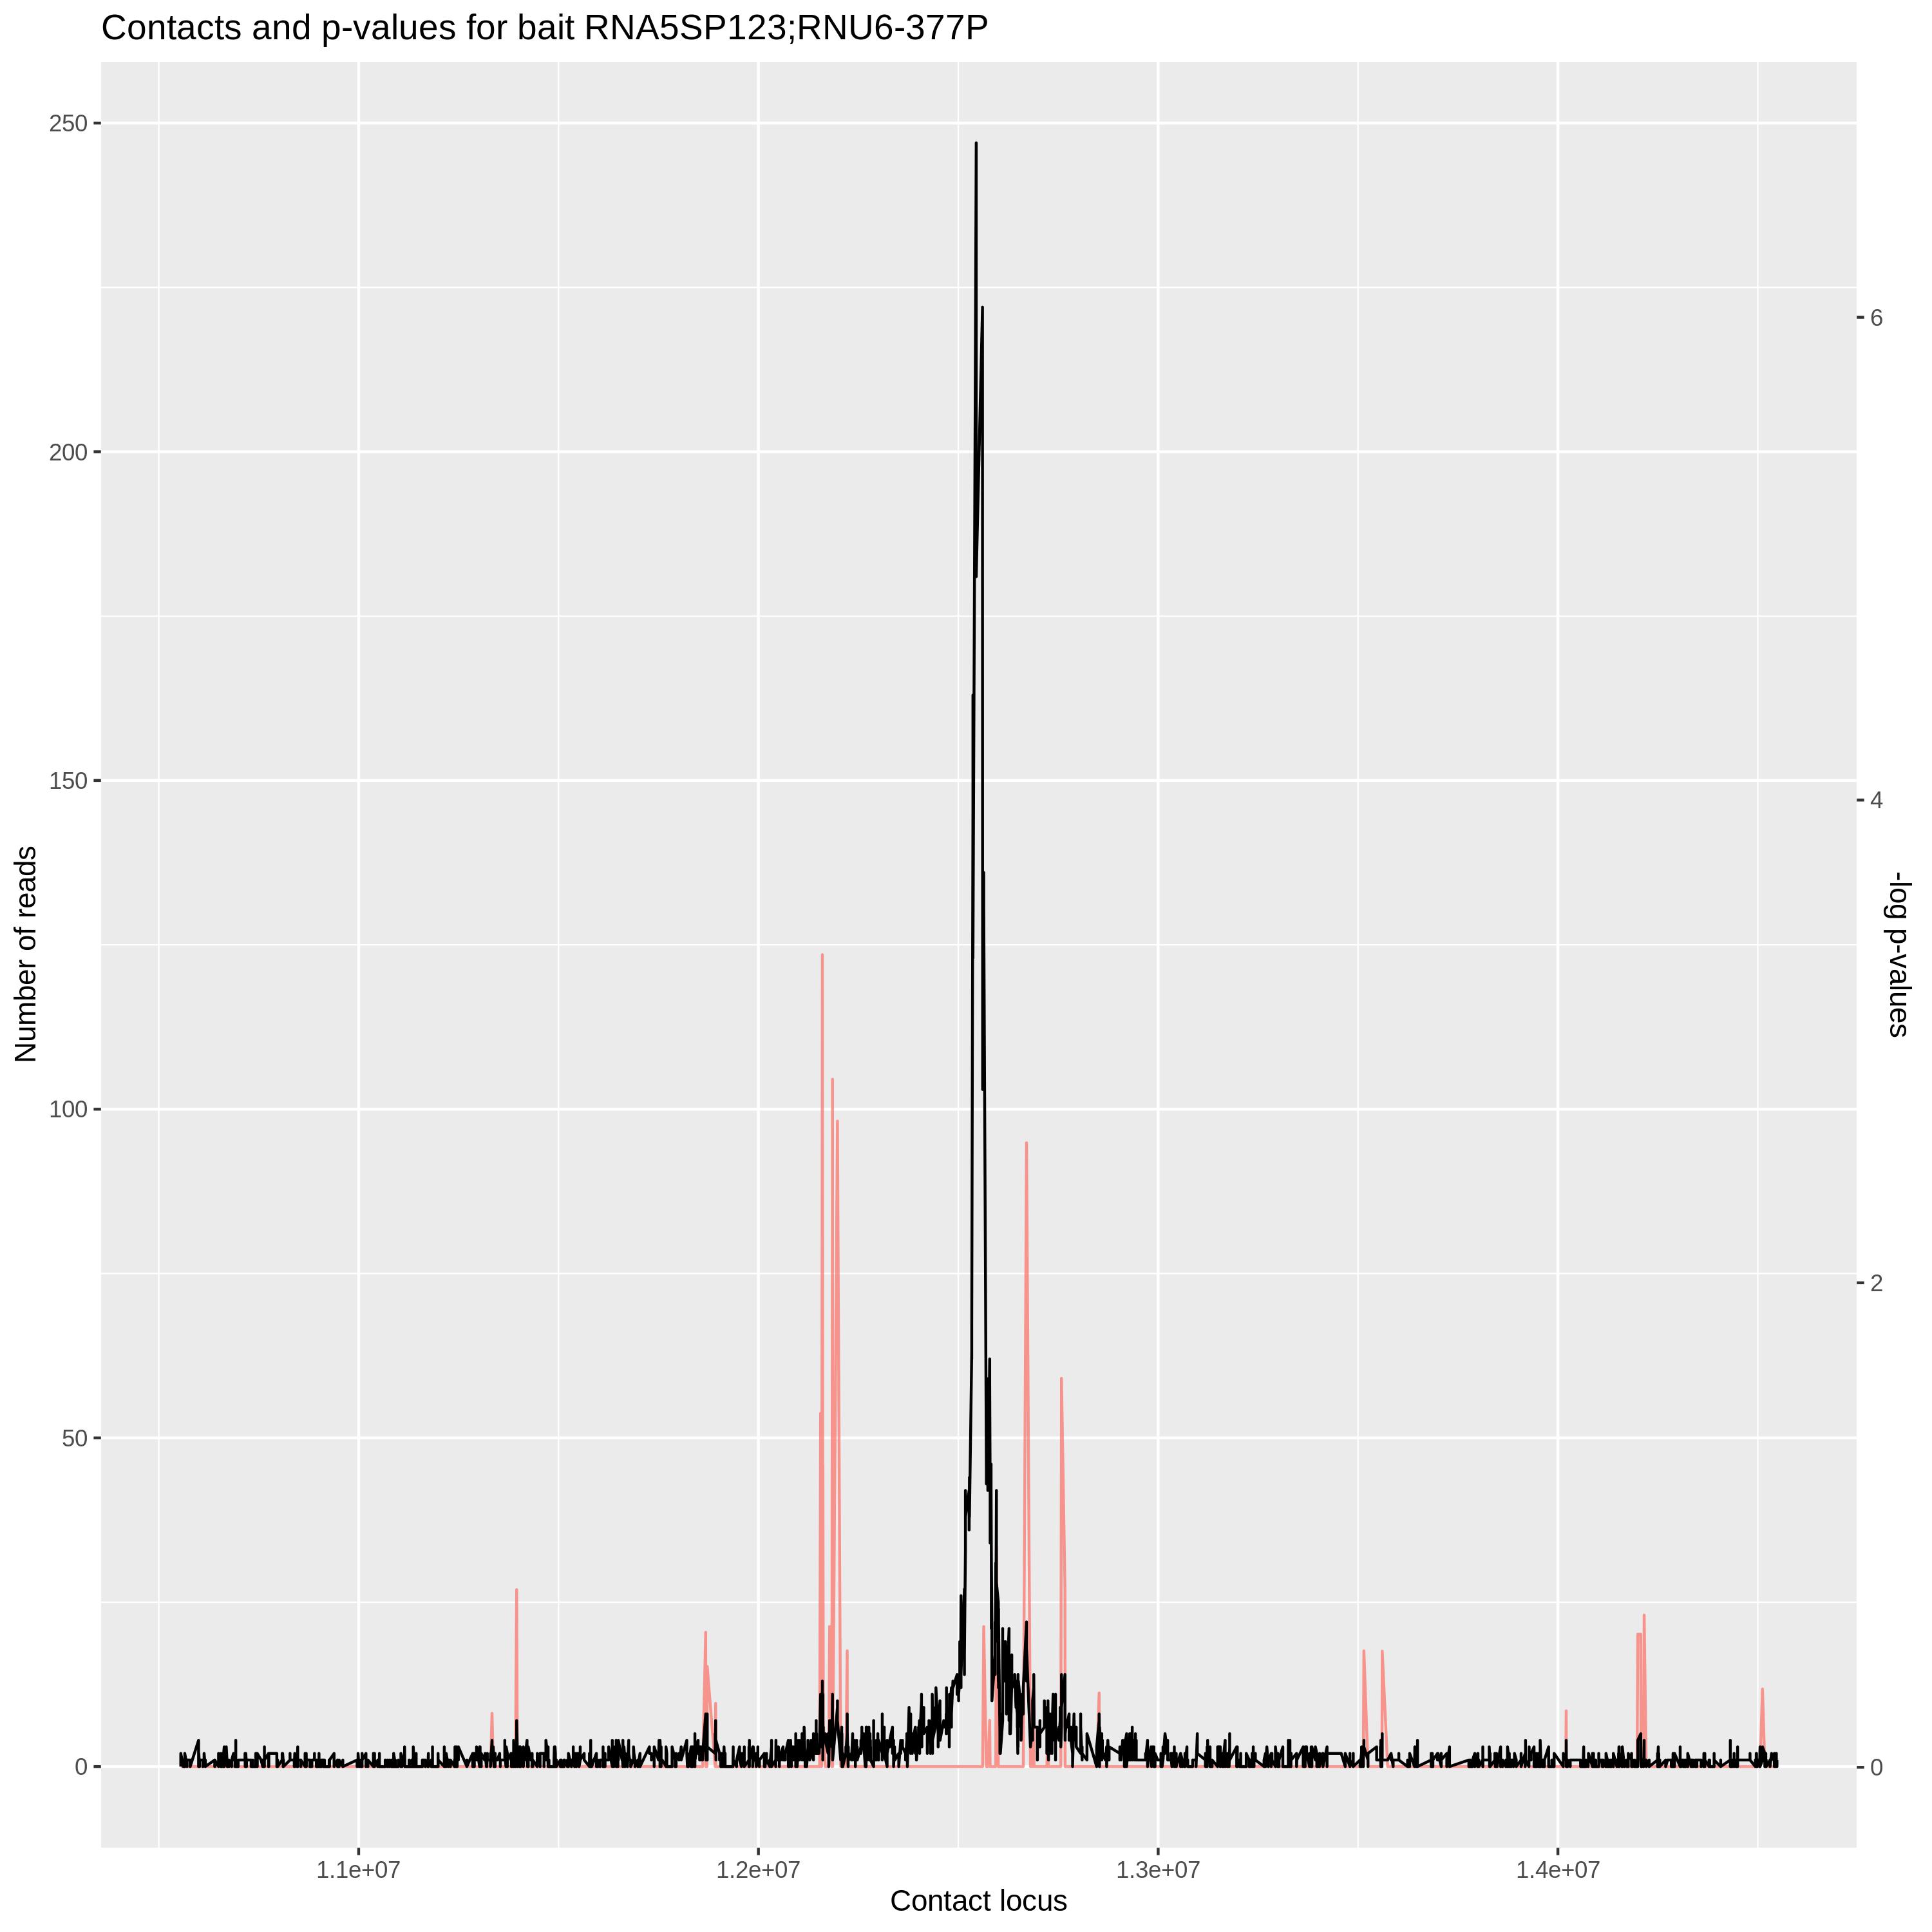 Contacts and p-values for bait RNA5SP123;RNU6-377P
250
200
150
100
50
0
Number of reads
6
4
2
0
-log p-values
1.1e+07 1.2e+07 1.3e+07 1.4e+07
Contact locus